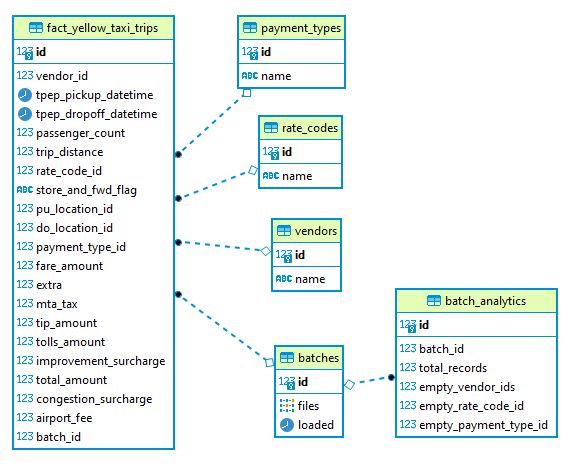 fact_yellow_taxi_trips
123 id
123 vendor_id
tpep_pickup_datetime
tpep_dropoff_datetime
123 passenger_count
123 trip_distance
123 rate_code_id
ABC store_and_fwd_flag
123 pu_location_id
123 do_location_id
123 payment_type_id
123 fare_amount
123 extra
123 mta_tax
123 tip_amount
123 tolls_amount
123 improvement_surcharge
123 total_amount
123 congestion_surcharge
123 airport_fee
123 batch_id
payment_types
123 id
ABC name
rate_codes
123 id
ABC name
vendors
123 id
ABC name
batches
123 id
files
loaded
batch_analytics
123 id
123 batch_id
123 total_records
123 empty_vendor_ids
123 empty_rate_code_id
123 empty_payment_type_id